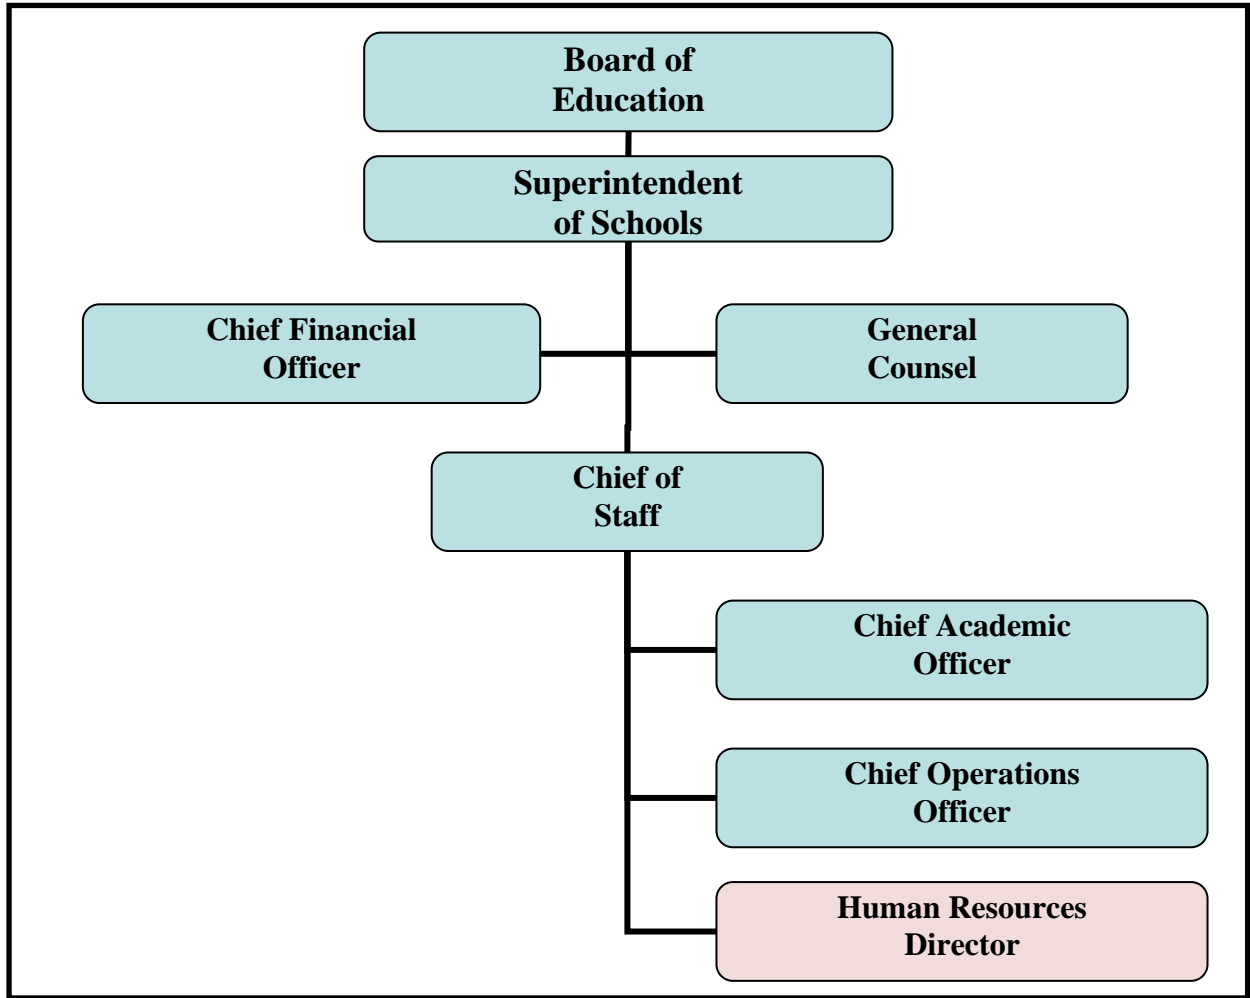 Board of
Education
Superintendent
of Schools
Chief Financial
Officer
General
Counsel
Chief of
Staff
Chief Academic
Officer
Chief Operations
Officer
Human Resources
Director